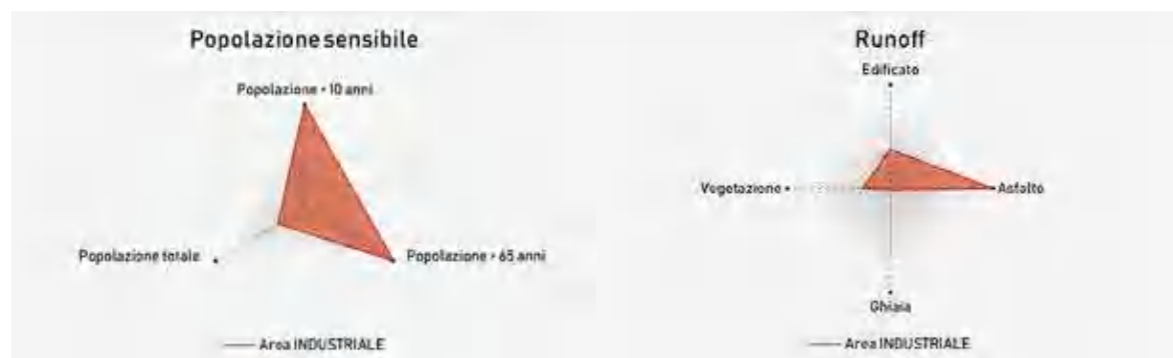 Popolazione sensibile
Popolazione < 10 anni
Popolazione totale
Popolazione > 65 anni
Area INDUSTRIALE
Runoff
Edificato
Vegetazione
Asfalto
Ghiaia
Area INDUSTRIALE